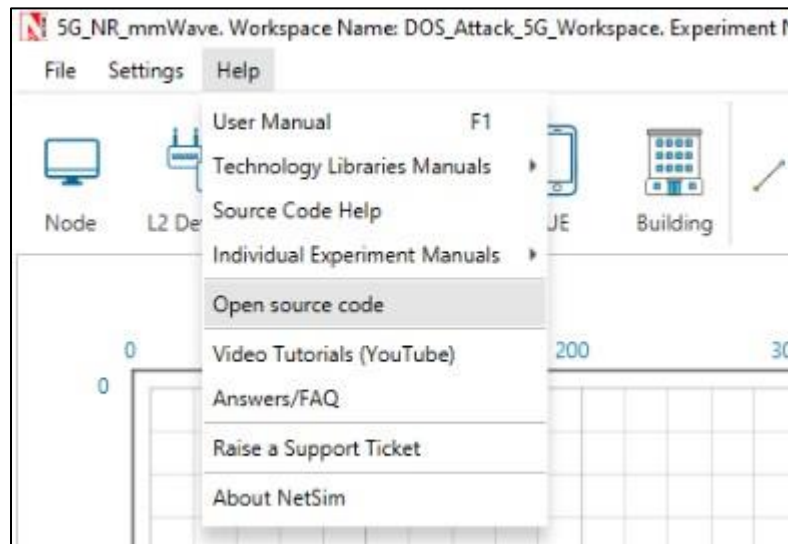 5G_NR_mmWave. Workspace Name: DOS_Attack_5G_Workspace. Experiment
File Settings Help
User Manual F1
Technology Libraries Manuals
Source Code Help
Individual Experiment Manuals
Open source code
Video Tutorials (YouTube)
Answers/FAQ
Raise a Support Ticket
About NetSim
Node L2 De UE Building
0 200 30
0